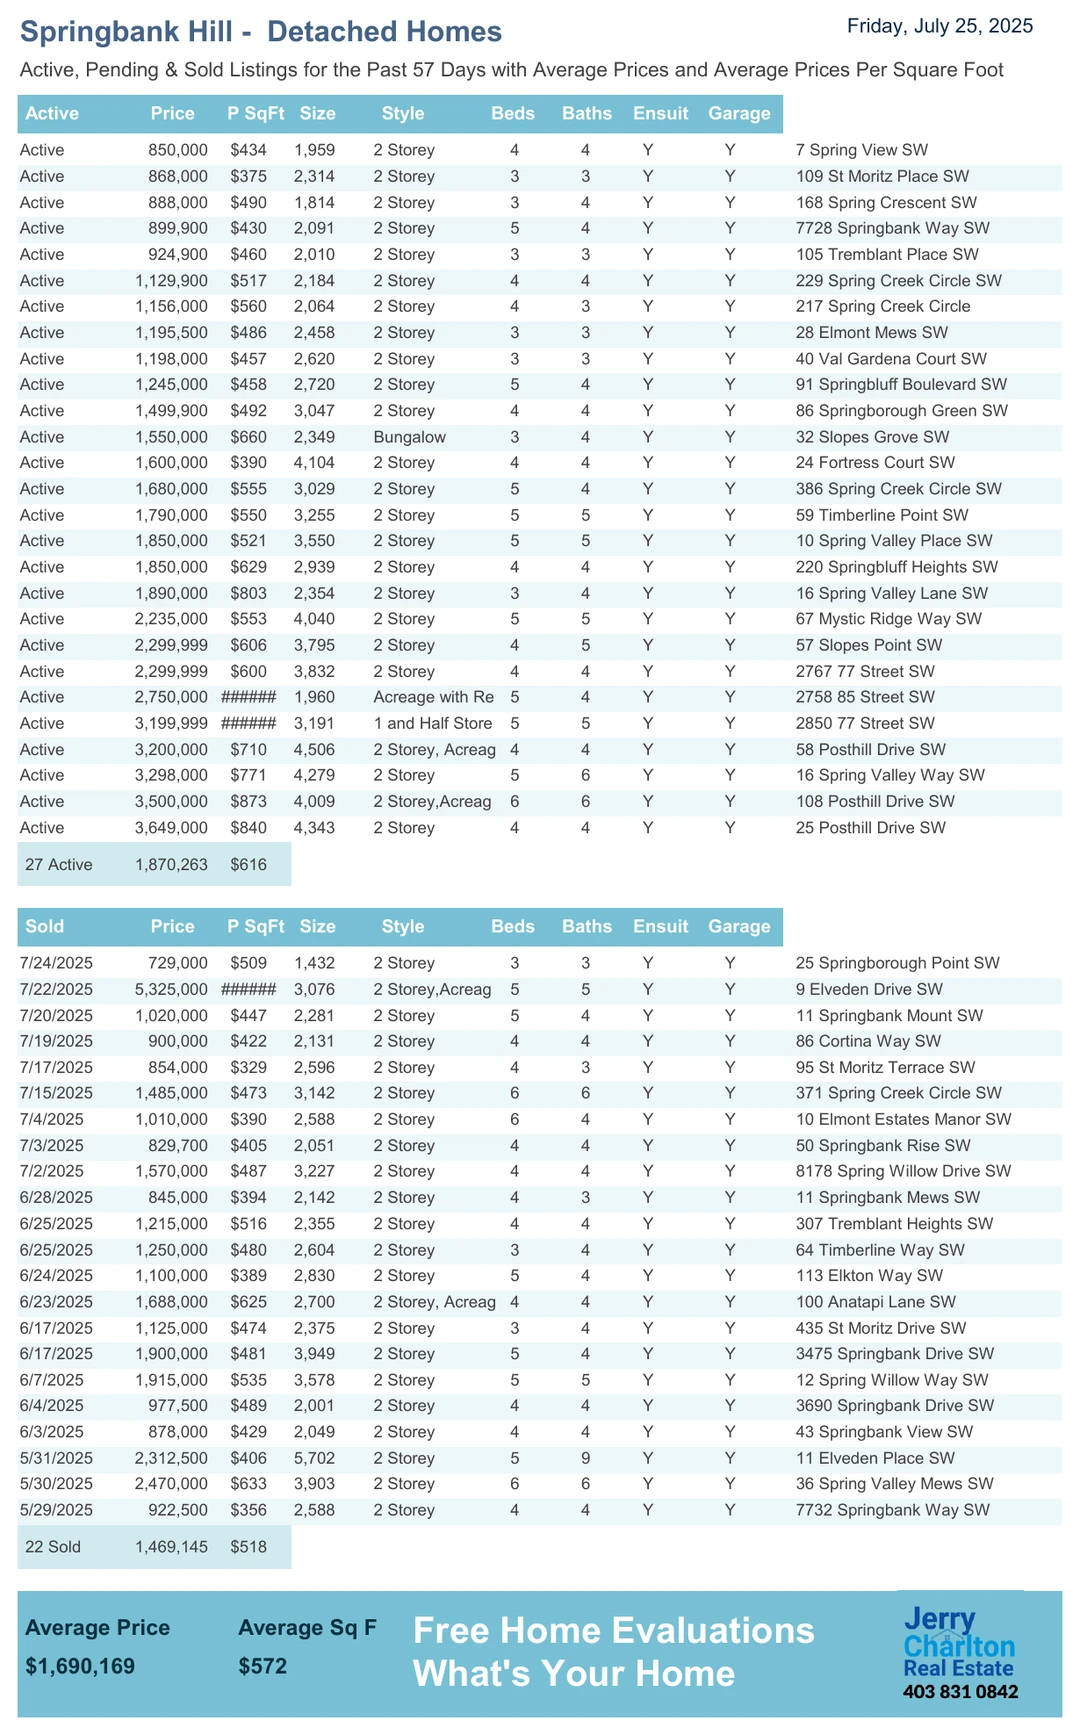 Springbank Hill -  Detached Homes
Friday, July 25, 2025
Active, Pending & Sold Listings for the Past 57 Days with Average Prices and Average Prices Per Square Foot
Active Price P SqFt Size Style Beds Baths Ensuit Garage
Active 850,000 $434 1,959 2 Storey 4 4 Y Y 7 Spring View SW
Active 868,000 $375 2,314 2 Storey 3 3 Y Y 109 St Moritz Place SW
Active 888,000 $490 1,814 2 Storey 3 4 Y Y 168 Spring Crescent SW
Active 899,900 $430 2,091 2 Storey 5 4 Y Y 7728 Springbank Way SW
Active 924,900 $460 2,010 2 Storey 3 3 Y Y 105 Tremblant Place SW
Active 1,129,900 $517 2,184 2 Storey 4 4 Y Y 229 Spring Creek Circle SW
Active 1,156,000 $560 2,064 2 Storey 4 3 Y Y 217 Spring Creek Circle
Active 1,195,500 $486 2,458 2 Storey 3 3 Y Y 28 Elmont Mews SW
Active 1,198,000 $457 2,620 2 Storey 3 3 Y Y 40 Val Gardena Court SW
Active 1,245,000 $458 2,720 2 Storey 5 4 Y Y 91 Springbluff Boulevard SW
Active 1,499,900 $492 3,047 2 Storey 4 4 Y Y 86 Springborough Green SW
Active 1,550,000 $660 2,349 Bungalow 3 4 Y Y 32 Slopes Grove SW
Active 1,600,000 $390 4,104 2 Storey 4 4 Y Y 24 Fortress Court SW
Active 1,680,000 $555 3,029 2 Storey 5 4 Y Y 386 Spring Creek Circle SW
Active 1,790,000 $550 3,255 2 Storey 5 5 Y Y 59 Timberline Point SW
Active 1,850,000 $521 3,550 2 Storey 5 5 Y Y 10 Spring Valley Place SW
Active 1,850,000 $629 2,939 2 Storey 4 4 Y Y 220 Springbluff Heights SW
Active 1,890,000 $803 2,354 2 Storey 3 4 Y Y 16 Spring Valley Lane SW
Active 2,235,000 $553 4,040 2 Storey 5 5 Y Y 67 Mystic Ridge Way SW
Active 2,299,999 $606 3,795 2 Storey 4 5 Y Y 57 Slopes Point SW
Active 2,299,999 $600 3,832 2 Storey 4 4 Y Y 2767 77 Street SW
Active 2,750,000 ###### 1,960 Acreage with Re 5 4 Y Y 2758 85 Street SW
Active 3,199,999 ###### 3,191 1 and Half Store 5 5 Y Y 2850 77 Street SW
Active 3,200,000 $710 4,506 2 Storey, Acreag 4 4 Y Y 58 Posthill Drive SW
Active 3,298,000 $771 4,279 2 Storey 5 6 Y Y 16 Spring Valley Way SW
Active 3,500,000 $873 4,009 2 Storey,Acreag 6 6 Y Y 108 Posthill Drive SW
Active 3,649,000 $840 4,343 2 Storey 4 4 Y Y 25 Posthill Drive SW
27 Active 1,870,263 $616
Sold Price P SqFt Size Style Beds Baths Ensuit Garage
7/24/2025 729,000 $509 1,432 2 Storey 3 3 Y Y 25 Springborough Point SW
7/22/2025 5,325,000 ###### 3,076 2 Storey,Acreag 5 5 Y Y 9 Elveden Drive SW
7/20/2025 1,020,000 $447 2,281 2 Storey 5 4 Y Y 11 Springbank Mount SW
7/19/2025 900,000 $422 2,131 2 Storey 4 4 Y Y 86 Cortina Way SW
7/17/2025 854,000 $329 2,596 2 Storey 4 3 Y Y 95 St Moritz Terrace SW
7/15/2025 1,485,000 $473 3,142 2 Storey 6 6 Y Y 371 Spring Creek Circle SW
7/4/2025 1,010,000 $390 2,588 2 Storey 6 4 Y Y 10 Elmont Estates Manor SW
7/3/2025 829,700 $405 2,051 2 Storey 4 4 Y Y 50 Springbank Rise SW
7/2/2025 1,570,000 $487 3,227 2 Storey 4 4 Y Y 8178 Spring Willow Drive SW
6/28/2025 845,000 $394 2,142 2 Storey 4 3 Y Y 11 Springbank Mews SW
6/25/2025 1,215,000 $516 2,355 2 Storey 4 4 Y Y 307 Tremblant Heights SW
6/25/2025 1,250,000 $480 2,604 2 Storey 3 4 Y Y 64 Timberline Way SW
6/24/2025 1,100,000 $389 2,830 2 Storey 5 4 Y Y 113 Elkton Way SW
6/23/2025 1,688,000 $625 2,700 2 Storey, Acreag 4 4 Y Y 100 Anatapi Lane SW
6/17/2025 1,125,000 $474 2,375 2 Storey 3 4 Y Y 435 St Moritz Drive SW
6/17/2025 1,900,000 $481 3,949 2 Storey 5 4 Y Y 3475 Springbank Drive SW
6/7/2025 1,915,000 $535 3,578 2 Storey 5 5 Y Y 12 Spring Willow Way SW
6/4/2025 977,500 $489 2,001 2 Storey 4 4 Y Y 3690 Springbank Drive SW
6/3/2025 878,000 $429 2,049 2 Storey 4 4 Y Y 43 Springbank View SW
5/31/2025 2,312,500 $406 5,702 2 Storey 5 9 Y Y 11 Elveden Place SW
5/30/2025 2,470,000 $633 3,903 2 Storey 6 6 Y Y 36 Spring Valley Mews SW
5/29/2025 922,500 $356 2,588 2 Storey 4 4 Y Y 7732 Springbank Way SW
22 Sold 1,469,145 $518
Average Price Average Sq F
$1,690,169 $572
Free Home Evaluations
What's Your Home
Jerry
Charlton
Real Estate
403 831 0842